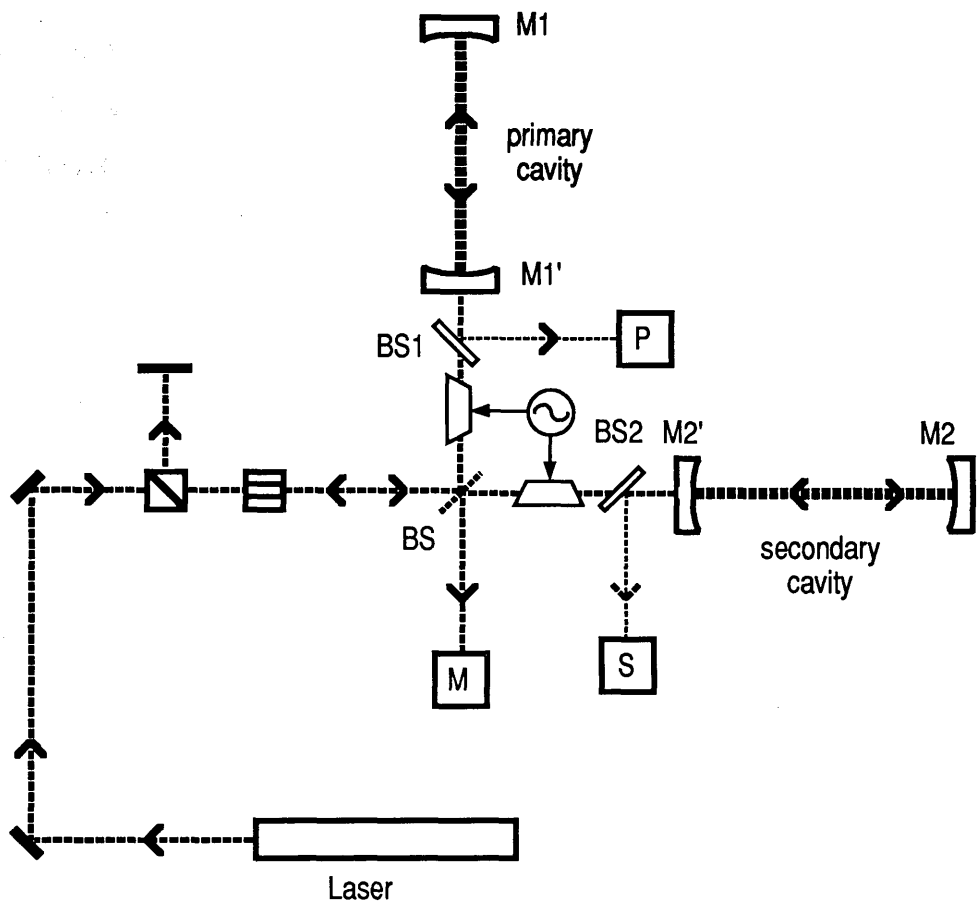 M1
primary
cavity
M1'
BS1
P
BS2
M2'
M2
BS
secondary
cavity
M
S
Laser